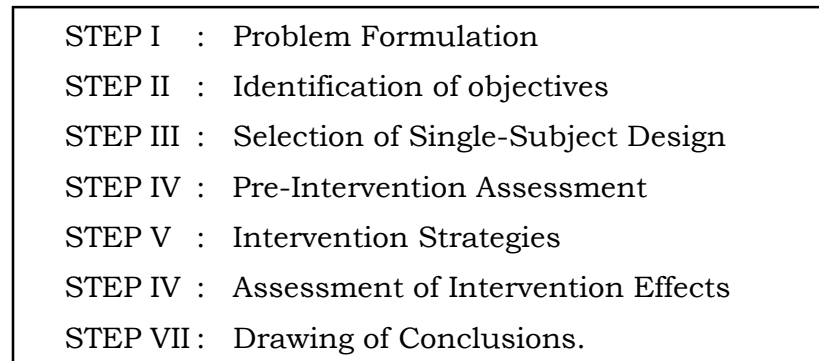 STEP I : Problem Formulation
STEP II : Identification of objectives
STEP III : Selection of Single-Subject Design
STEP IV : Pre-Intervention Assessment
STEP V : Intervention Strategies
STEP IV : Assessment of Intervention Effects
STEP VII : Drawing of Conclusions.